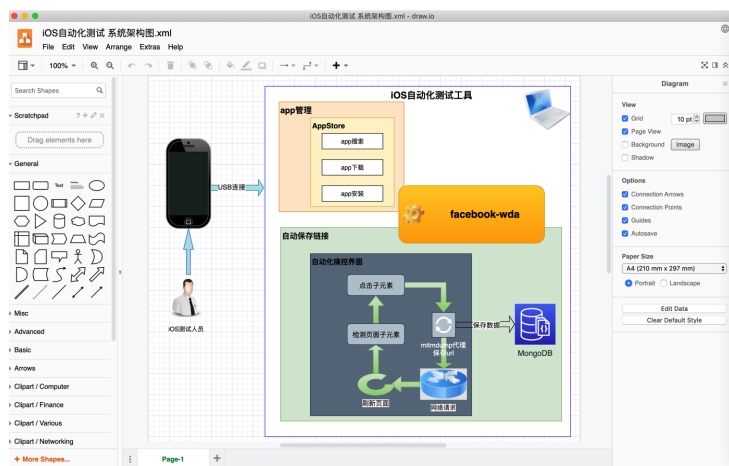 iOS自动化测试 系统架构图.xml - draw.io
iOS自动化测试 系统架构图.xml
File Edit View Arrange Extras Help
100%
Search Shapes
Scratchpad
?
Drag elements here
General
Text
Misc
Advanced
Basic
Arrows
Clipart / Computer
Clipart / Finance
Clipart / Various
Clipart / Networking
+ More Shapes...
iOS自动化测试工具
app管理
AppStore
app搜索
app下载
app安装
USB连接
facebook-wda
自动保存链接
自动化操控界面
点击子元素
检测页面子元素
mitmdump代理
保存url
保存数据
MongoDB
刷新页面
网络请求
iOS测试人员
Page-1
Diagram
View
Grid
10 pt
Page View
Background
Image
Shadow
Options
Connection Arrows
Connection Points
Guides
Autosave
Paper Size
A4 (210 mm x 297 mm)
Portrait
Landscape
Edit Data
Clear Default Style